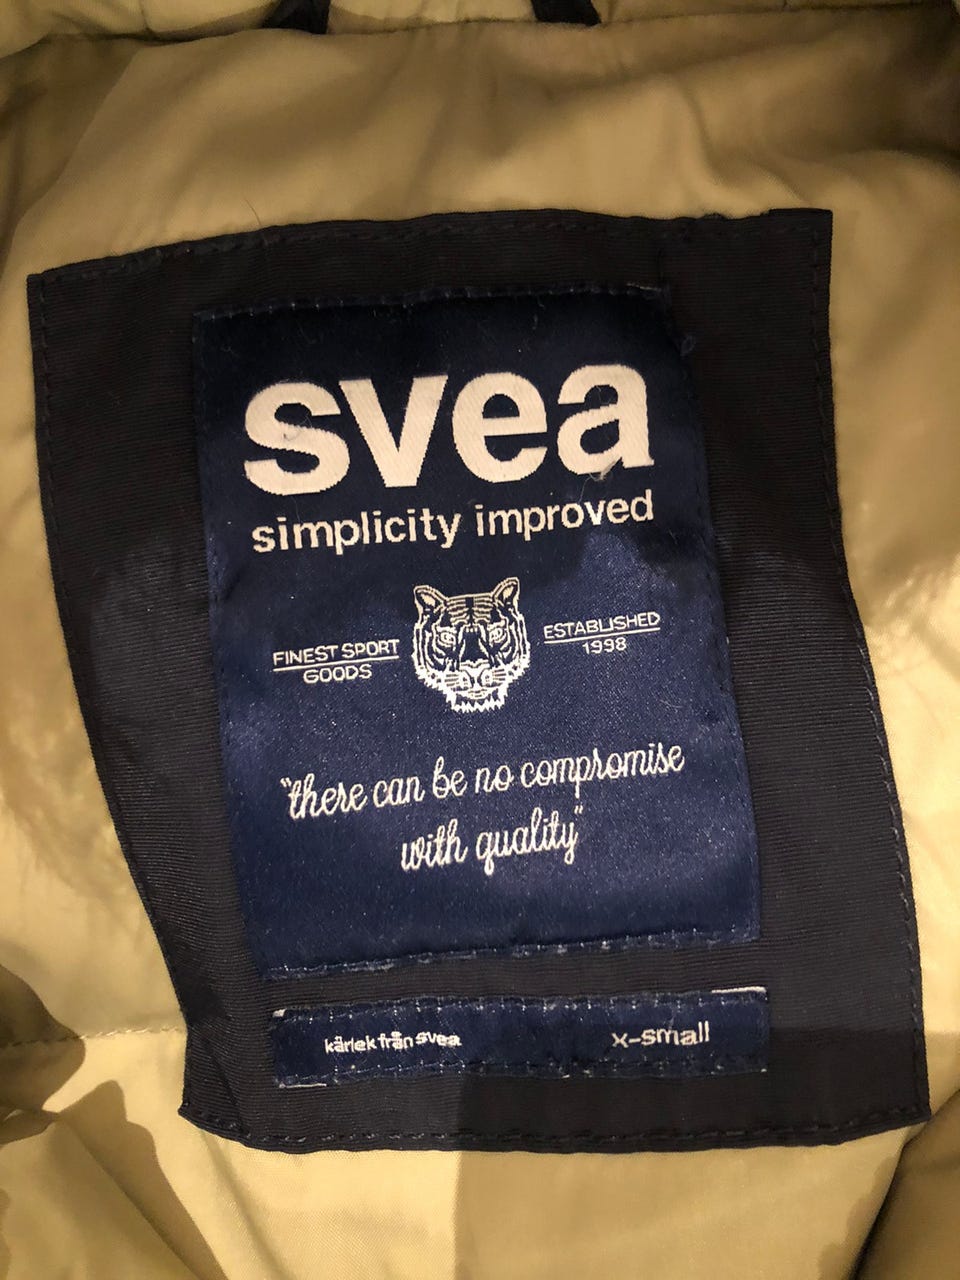 svea
simplicity improved
FINEST SPORT
GOODS
ESTABLISHED
1998
"there can be no compromise
with quality"
kärlek från svea
x-small